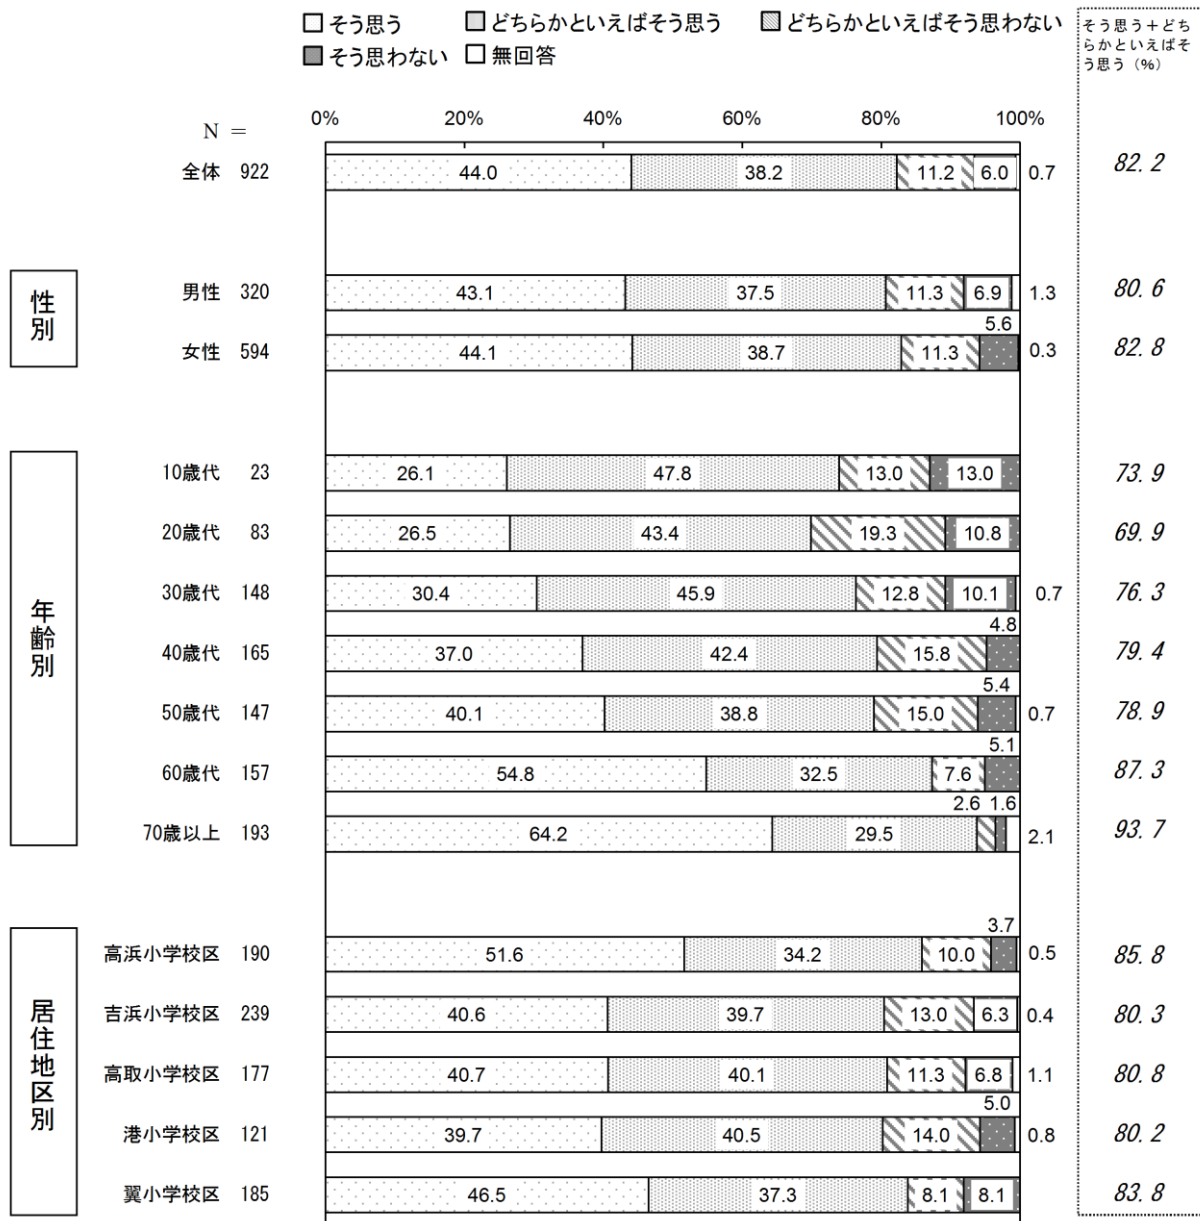 そう思う どちらかといえばそう思う どちらかといえばそう思わない
そう思わない 無回答
そう思う＋どち
らかといえばそ
う思う（%）
N =
0% 20% 40% 60% 80% 100%
全体 922 44.0 38.2 11.2 6.0 0.7 82.2
性別
男性 320 43.1 37.5 11.3 6.9 1.3 80.6
5.6
女性 594 44.1 38.7 11.3 0.3 82.8
年齢別
10歳代 23 26.1 47.8 13.0 13.0 73.9
20歳代 83 26.5 43.4 19.3 10.8 69.9
30歳代 148 30.4 45.9 12.8 10.1 0.7 76.3
4.8
40歳代 165 37.0 42.4 15.8 79.4
5.4
50歳代 147 40.1 38.8 15.0 0.7 78.9
5.1
60歳代 157 54.8 32.5 7.6 87.3
2.6 1.6
70歳以上 193 64.2 29.5 2.1 93.7
居住地区別
3.7
高浜小学校区 190 51.6 34.2 10.0 0.5 85.8
吉浜小学校区 239 40.6 39.7 13.0 6.3 0.4 80.3
高取小学校区 177 40.7 40.1 11.3 6.8 1.1 80.8
5.0
港小学校区 121 39.7 40.5 14.0 0.8 80.2
翼小学校区 185 46.5 37.3 8.1 8.1 83.8